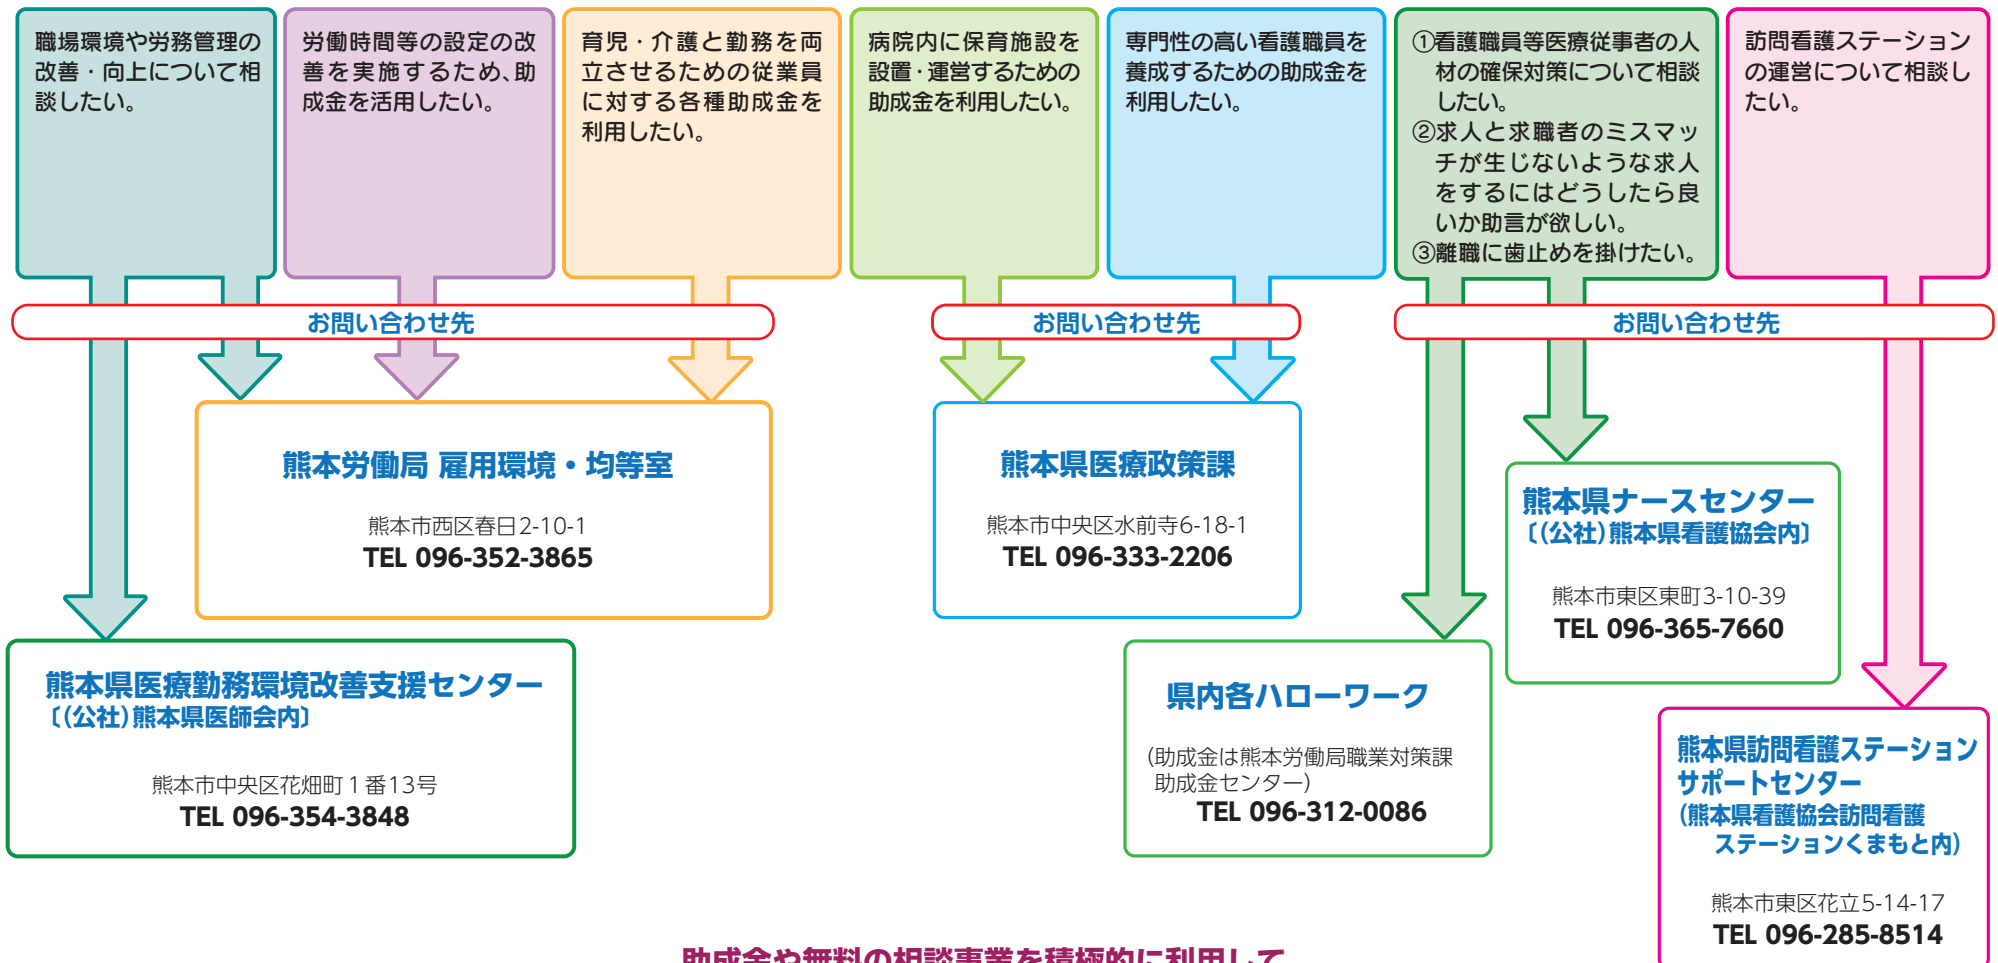 職場環境や労務管理の
改善・向上について相
談したい。
労働時間等の設定の改
善を実施するため、助
成金を活用したい。
育児・介護と勤務を両
立させるための従業員
に対する各種助成金を
利用したい。
病院内に保育施設を
設置・運営するための
助成金を利用したい。
専門性の高い看護職員を
養成するための助成金を
利用したい。
①看護職員等医療従事者の人
材の確保対策について相談
したい。
②求人と求職者のミスマッ
チが生じないような求人
をするにはどうしたら良
いか助言が欲しい。
③離職に歯止めを掛けたい。
訪問看護ステーション
の運営について相談し
たい。
お問い合わせ先
お問い合わせ先
お問い合わせ先
熊本労働局 雇用環境・均等室
熊本市西区春日2-10-1
TEL 096-352-3865
熊本県医療政策課
熊本市中央区水前寺6-18-1
TEL 096-333-2206
熊本県ナースセンター
〔(公社)熊本県看護協会内〕
熊本市東区東町3-10-39
TEL 096-365-7660
熊本県医療勤務環境改善支援センター
〔(公社)熊本県医師会内〕
熊本市中央区花畑町1番13号
TEL 096-354-3848
県内各ハローワーク
(助成金は熊本労働局職業対策課
助成金センター)
TEL 096-312-0086
熊本県訪問看護ステーション
サポートセンター
(熊本県看護協会訪問看護
ステーションくまもと内)
熊本市東区花立5-14-17
TEL 096-285-8514
助成金や無料の相談事業を積極的に利用して